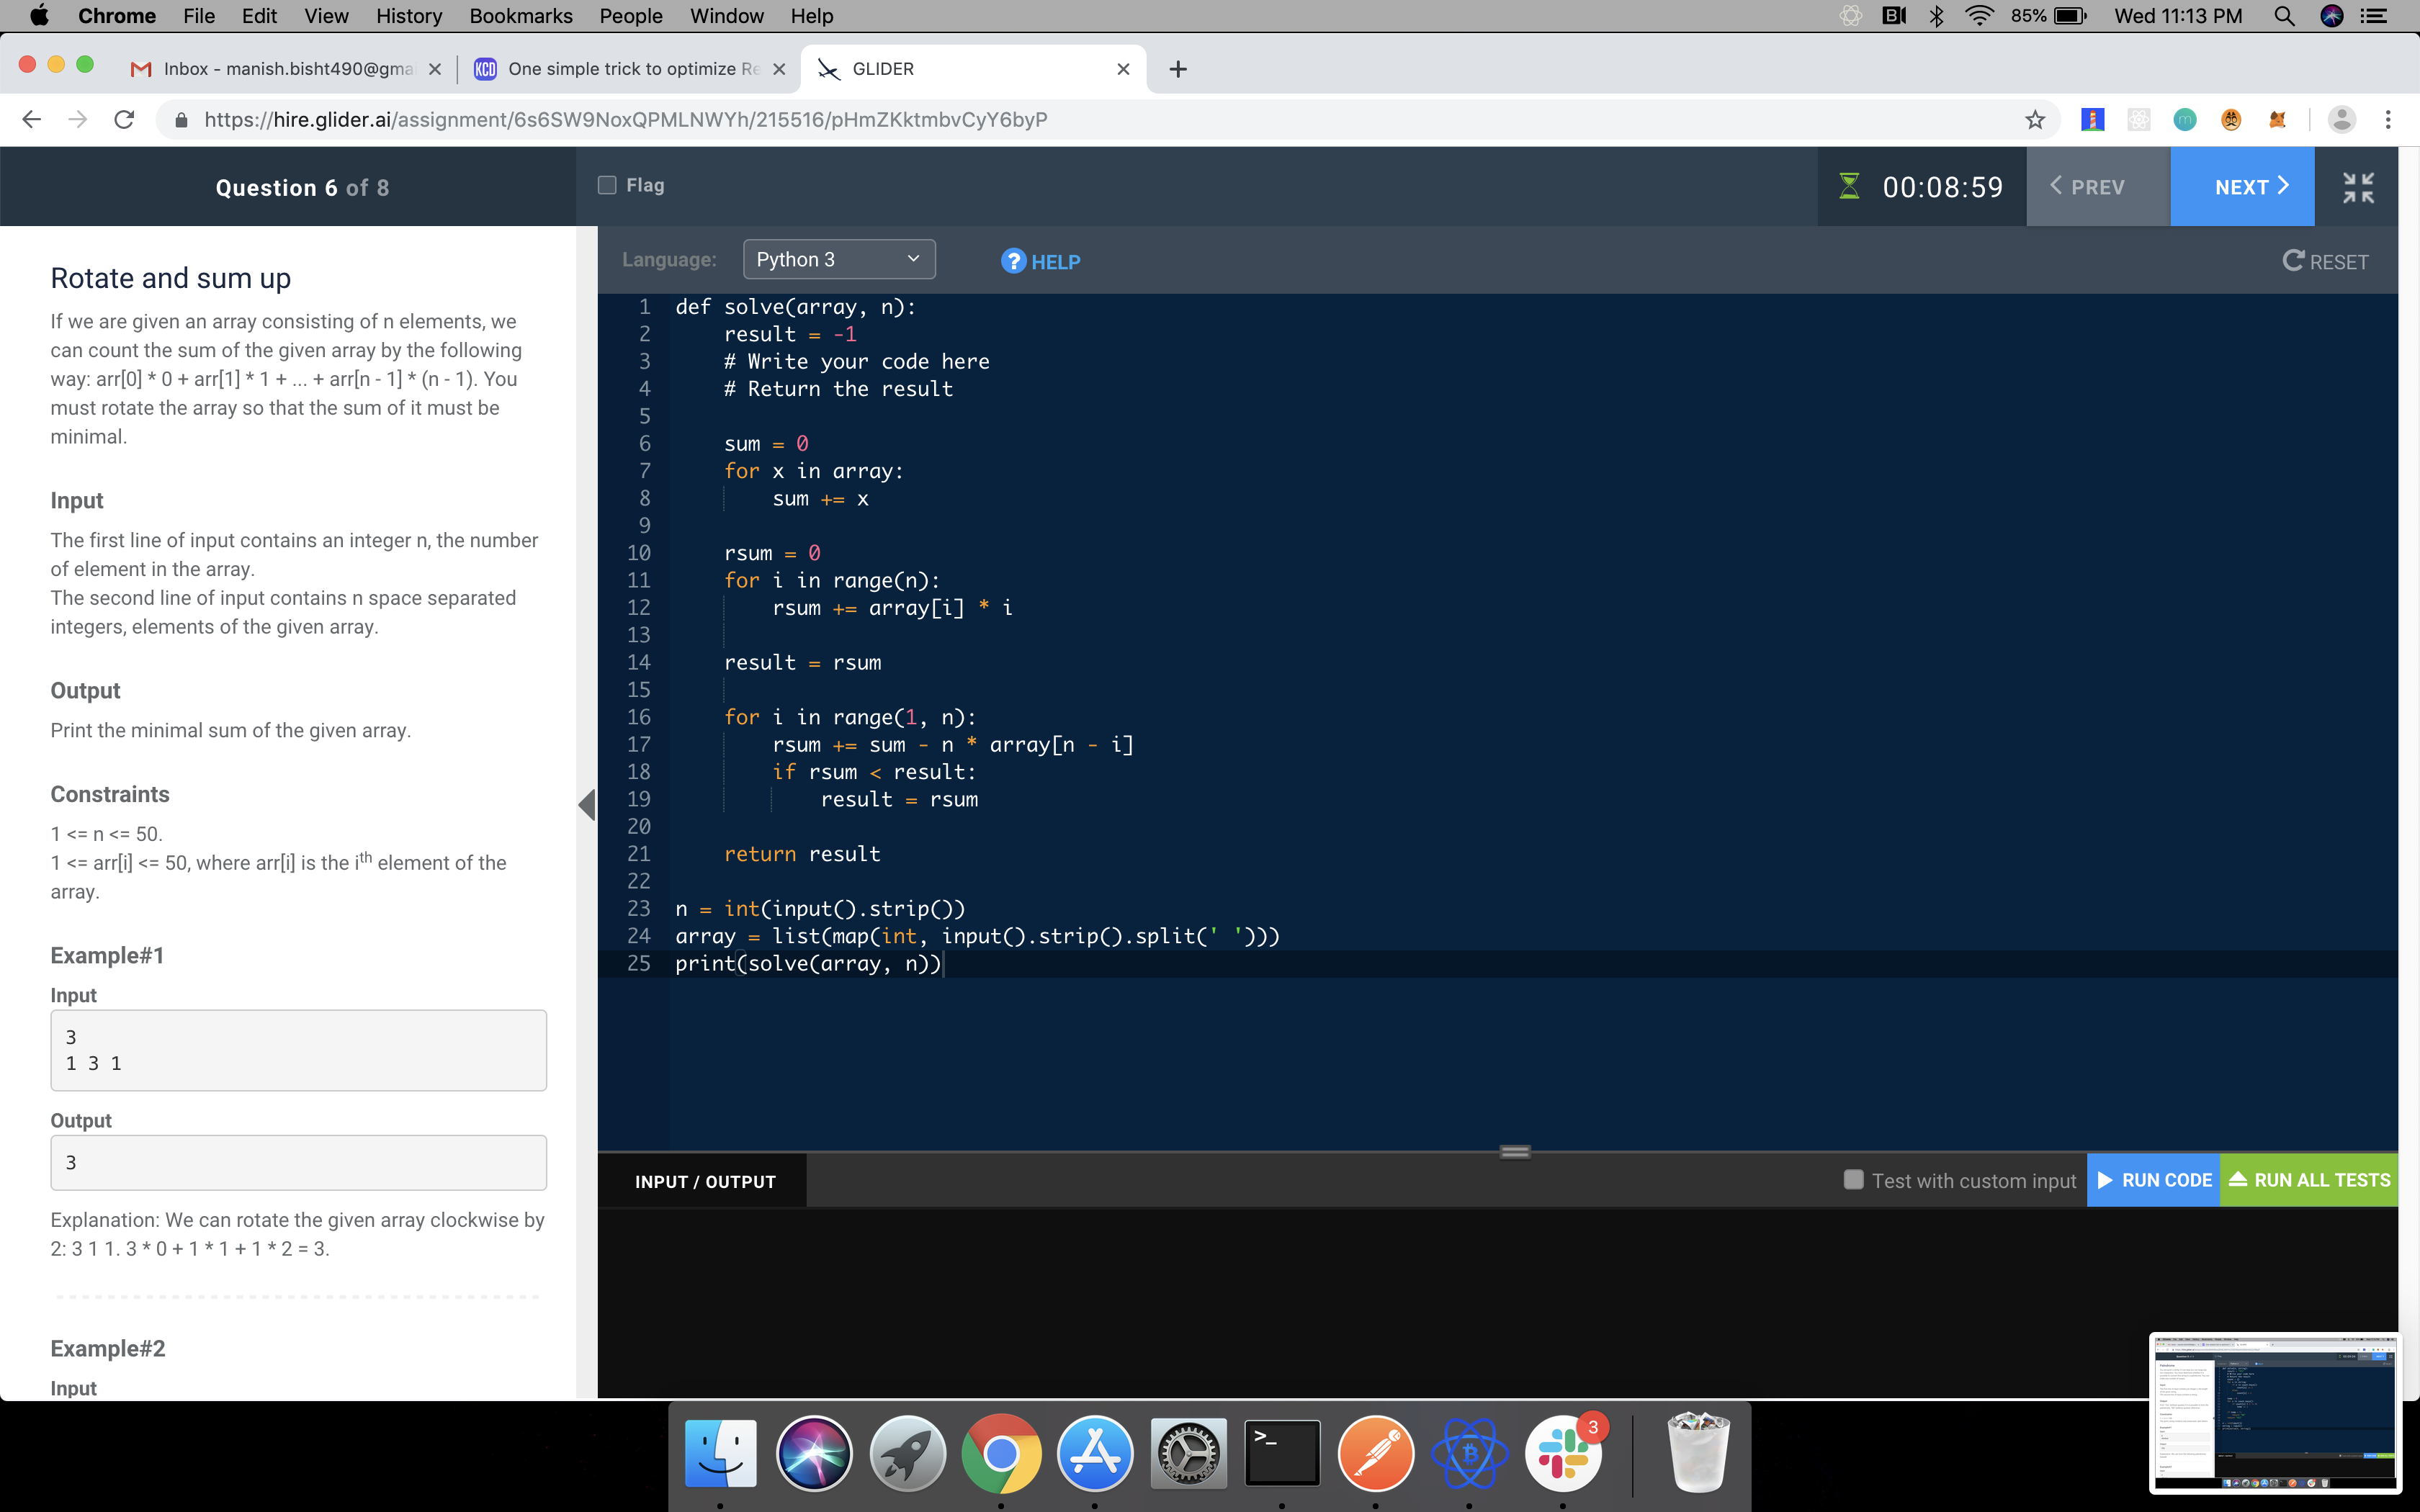 Chrome File Edit View History Bookmarks People Window Help 85% Wed 11:13 PM
Inbox - manish.bisht490@gma
KCD One simple trick to optimize Re
GLIDER
https://hire.glider.ai/assignment/6s6SW9NoxQPMLNWYh/215516/pHmZKktmbvCyY6byP
Question 6 of 8
Flag
00:08:59
PREV
NEXT
Rotate and sum up
If we are given an array consisting of n elements, we
can count the sum of the given array by the following
way: arr[0] * 0 + arr[1] * 1 + ... + arr[n - 1] * (n - 1). You
must rotate the array so that the sum of it must be
minimal.
Input
The first line of input contains an integer n, the number
of element in the array.
The second line of input contains n space separated
integers, elements of the given array.
Output
Print the minimal sum of the given array.
Constraints
1 <= n <= 50.
1 <= arr[i] <= 50, where arr[i] is the ith element of the
array.
Example#1
Input
3
1 3 1
Output
3
Explanation: We can rotate the given array clockwise by
2: 3 1 1. 3 * 0 + 1 * 1 + 1 * 2 = 3.
Example#2
Input
Language: Python 3 ? HELP RESET
1 def solve(array, n):
2     result = -1
3     # Write your code here
4     # Return the result
5
6     sum = 0
7     for x in array:
8         sum += x
9
10     rsum = 0
11     for i in range(n):
12         rsum += array[i] * i
13
14     result = rsum
15
16     for i in range(1, n):
17         rsum += sum - n * array[n - i]
18         if rsum < result:
19             result = rsum
20
21     return result
22
23 n = int(input().strip())
24 array = list(map(int, input().strip().split(' ')))
25 print(solve(array, n))
INPUT / OUTPUT
Test with custom input
RUN CODE
RUN ALL TESTS
3